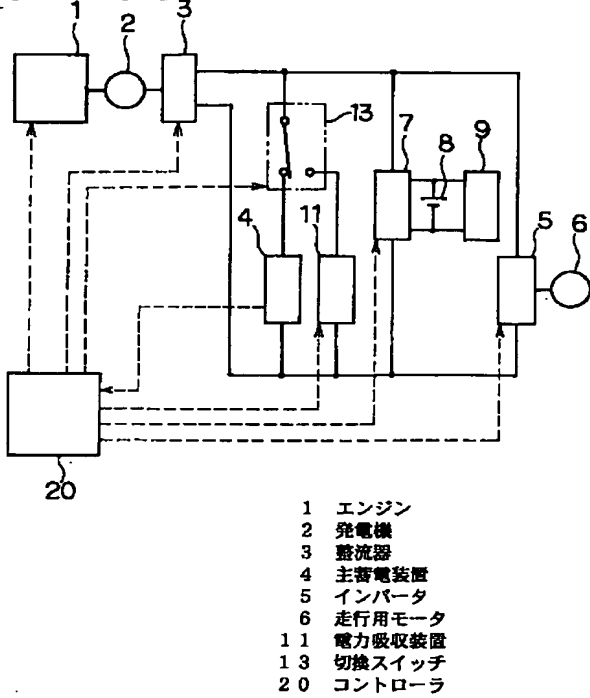 1
2
3
13
7
8
9
4
11
5
6
20
1 エンジン
2 発電機
3 整流器
4 主蓄電装置
5 インバータ
6 走行用モータ
11 電力吸収装置
13 切換スイッチ
20 コントローラ